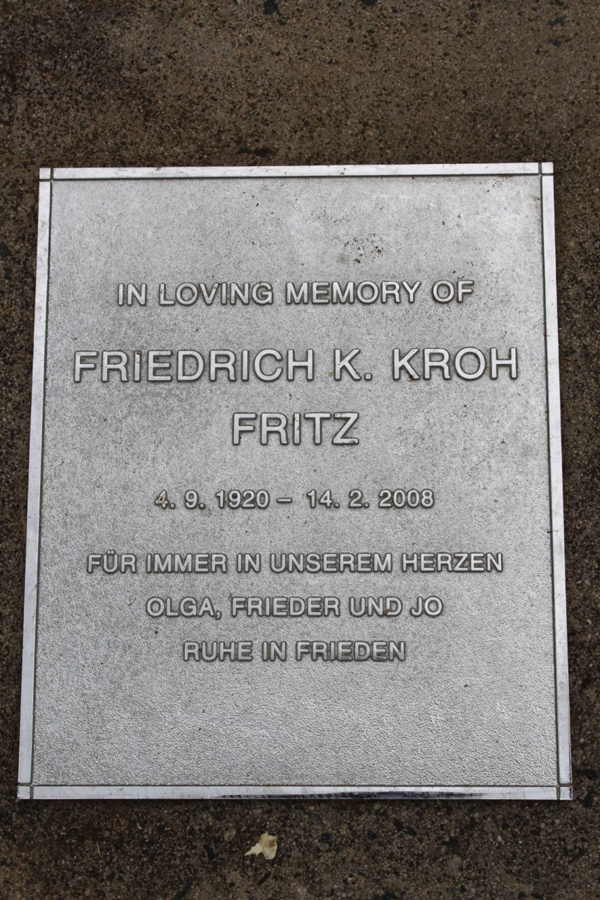 IN LOVING MEMORY OF
FRIEDRICH K. KROH
FRITZ
4. 9. 1920 – 14. 2. 2008
FÜR IMMER IN UNSEREM HERZEN
OLGA, FRIEDER UND JO
RUHE IN FRIEDEN